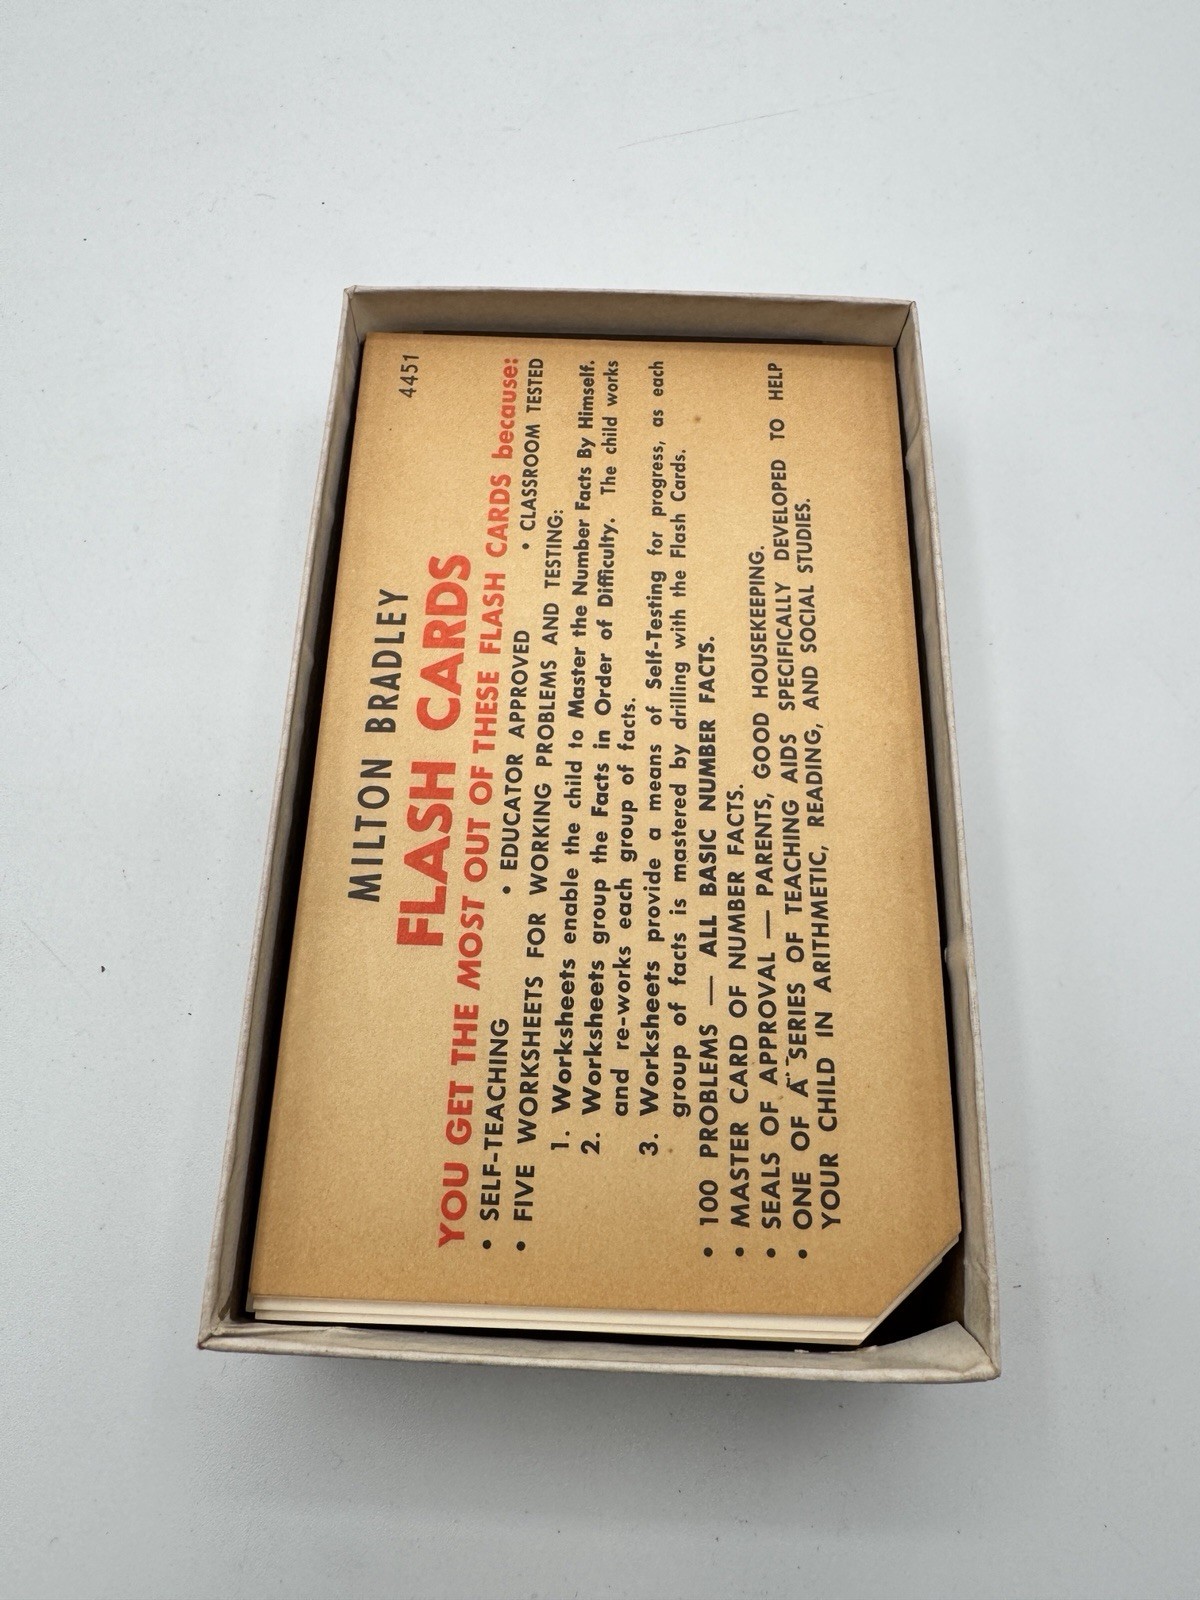 4451
MILTON BRADLEY
FLASH CARDS
YOU GET THE MOST OUT OF THESE FLASH CARDS because:
• SELF-TEACHING • EDUCATOR APPROVED • CLASSROOM TESTED
• FIVE WORKSHEETS FOR WORKING PROBLEMS AND TESTING:
1. Worksheets enable the child to Master the Number Facts By Himself.
2. Worksheets group the Facts in Order of Difficulty. The child works
and re-works each group of facts.
3. Worksheets provide a means of Self-Testing for progress, as each
group of facts is mastered by drilling with the Flash Cards.
• 100 PROBLEMS — ALL BASIC NUMBER FACTS.
• MASTER CARD OF NUMBER FACTS.
• SEALS OF APPROVAL — PARENTS, GOOD HOUSEKEEPING.
• ONE OF A SERIES OF TEACHING AIDS SPECIFICALLY DEVELOPED TO HELP
YOUR CHILD IN ARITHMETIC, READING, AND SOCIAL STUDIES.